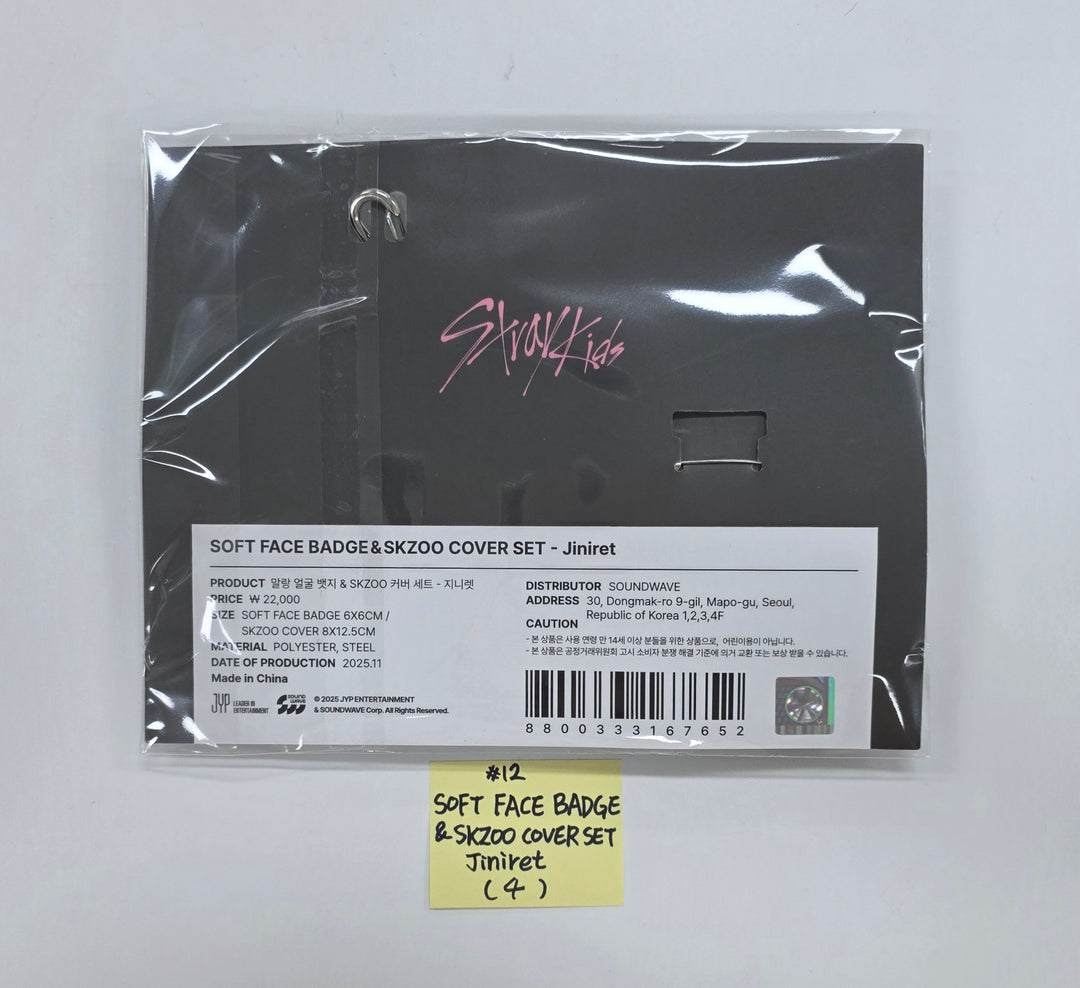 StrayKids
SOFT FACE BADGE & SKZOO COVER SET - Jiniret
PRODUCT 말랑 얼굴 뱃지 & SKZOO 커버 세트 - 지니렛
PRICE ₩ 22,000
SIZE SOFT FACE BADGE 6X6CM /
SKZOO COVER 8X12.5CM
MATERIAL POLYESTER, STEEL
DATE OF PRODUCTION 2025.11
Made in China
JYP LEADER IN
ENTERTAINMENT
SOUND
WAVE
© 2025 JYP ENTERTAINMENT
& SOUNDWAVE Corp. All Rights Reserved.
DISTRIBUTOR SOUNDWAVE
ADDRESS 30, Dongmak-ro 9-gil, Mapo-gu, Seoul,
Republic of Korea 1,2,3,4F
CAUTION
- 본 상품은 사용 연령 만 14세 이상 분들을 위한 상품으로, 어린이용이 아닙니다.
- 본 상품은 공정거래위원회 고시 소비자 분쟁 해결 기준에 의거 교환 또는 보상 받을 수 있습니다.
8800333167652
#12
SOFT FACE BADGE
& SKZOO COVER SET
Jiniret
(4)